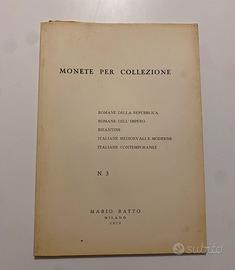 MONETE PER COLLEZIONE
ROMANE DELLA REPUBBLICA
ROMANE DELL'IMPERO
BIZANTINE
ITALIANE MEDIOEVALI E MODERNE
ITALIANE CONTEMPORANEE
N. 3
MARIO RATTO
MILANO
subito